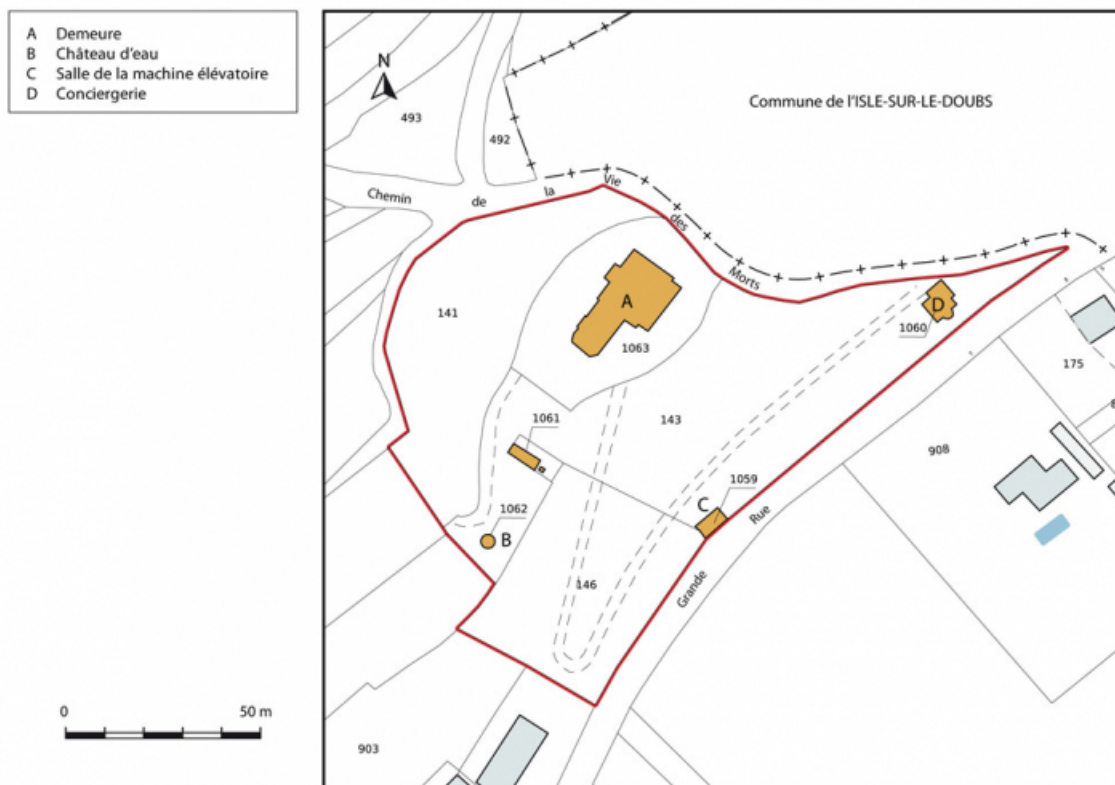 A Demeure
B Château d'eau
C Salle de la machine élévatoire
D Conciergerie
N
Commune de l'ISLE-SUR-LE-DOUBS
493
492
Chemin de la Vie des Morts
141
A
1063
D
1060
175
143
1061
908
1059
C
1062
B
Grande Rue
146
0 50 m
903